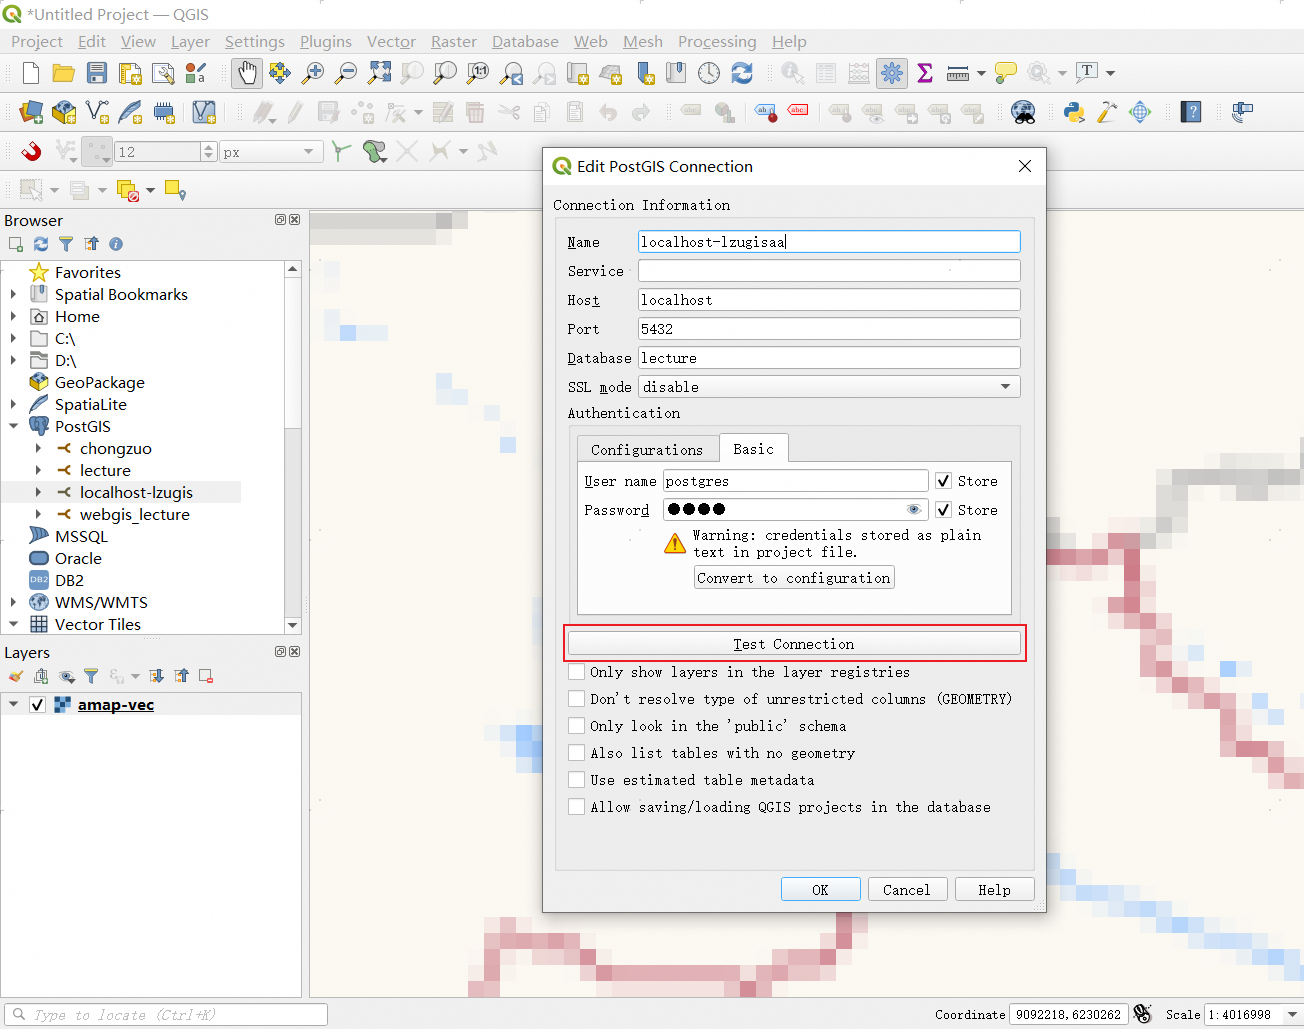 *Untitled Project — QGIS
Project Edit View Layer Settings Plugins Vector Raster Database Web Mesh Processing Help
1:1
T
ab
abc
12 px
Edit PostGIS Connection
Connection Information
Name localhost-lzugisaa
Service
Host localhost
Port 5432
Database lecture
SSL mode disable
Authentication
Configurations Basic
User name postgres Store
Password ●●●● Store
Warning: credentials stored as plain
text in project file.
Convert to configuration
Test Connection
Only show layers in the layer registries
Don't resolve type of unrestricted columns (GEOMETRY)
Only look in the 'public' schema
Also list tables with no geometry
Use estimated table metadata
Allow saving/loading QGIS projects in the database
OK Cancel Help
Browser
Favorites
Spatial Bookmarks
Home
C:\
D:\
GeoPackage
SpatiaLite
PostGIS
chongzuo
lecture
localhost-lzugis
webgis_lecture
MSSQL
Oracle
DB2 DB2
WMS/WMTS
Vector Tiles
Layers
amap-vec
Type to locate (Ctrl+K)
Coordinate 9092218,6230262 Scale 1:4016998